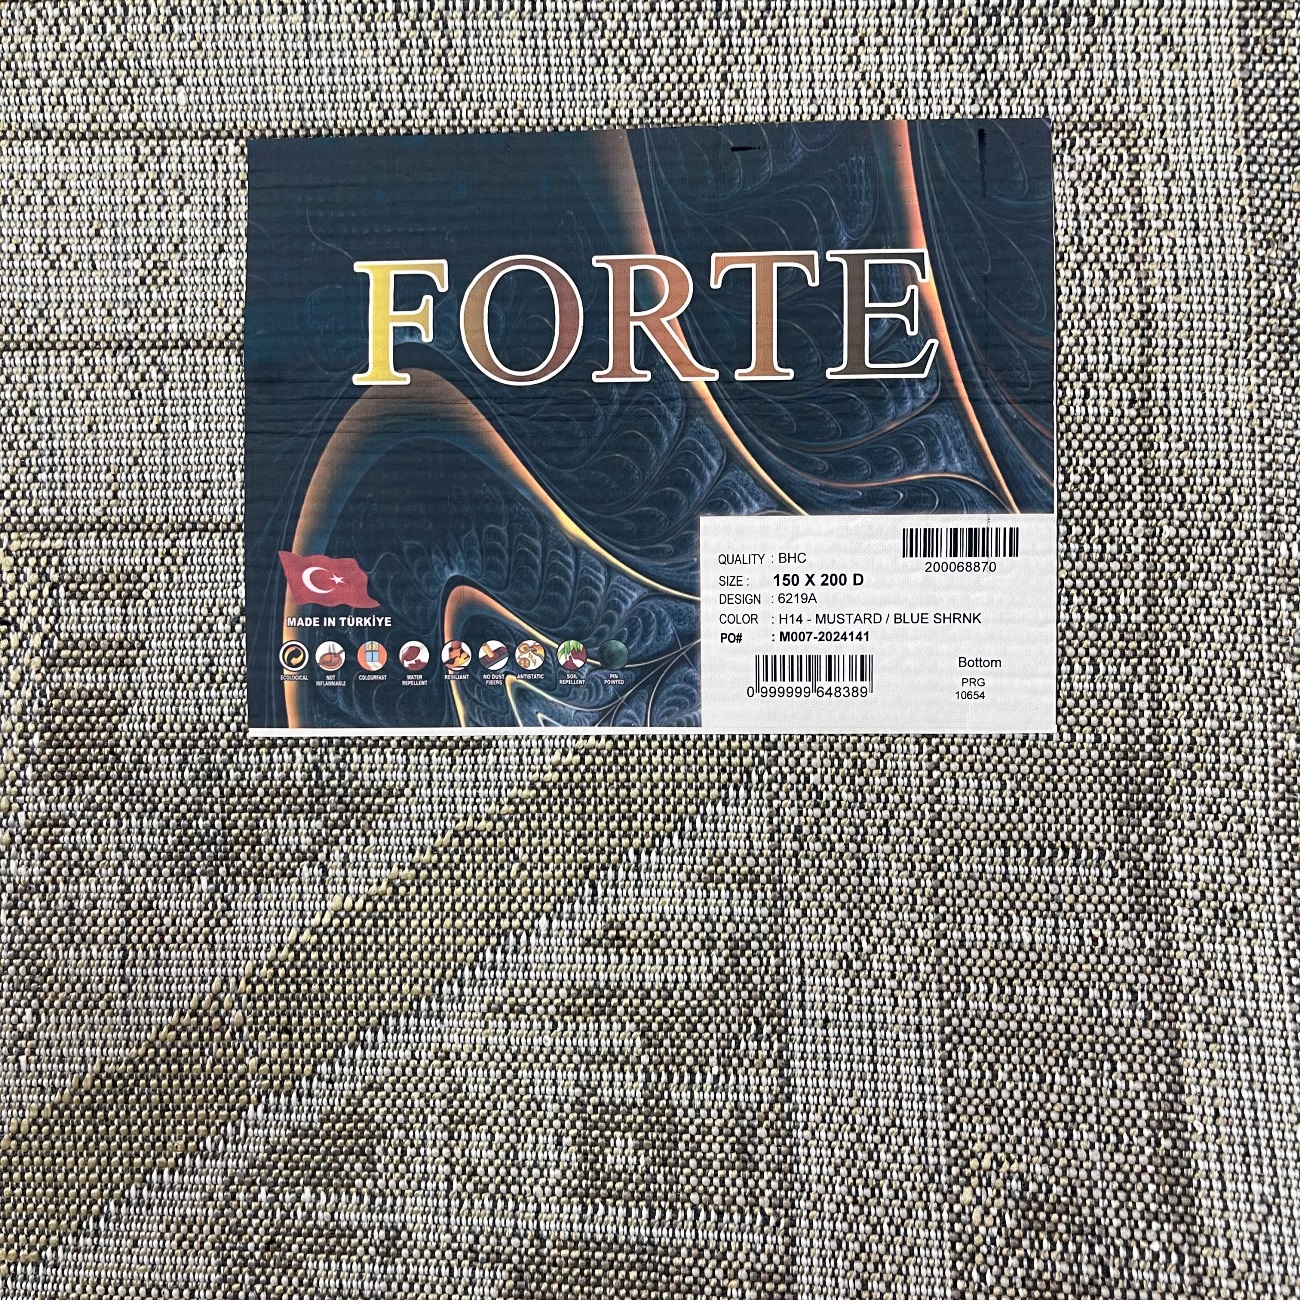 FORTE
MADE IN TÜRKİYE
ECOLOGICAL
NOT
INFLAMMABLE
COLOURFAST
WATER
REPELLENT
RESILIANT
NO DUST
FIBERS
ANTISTATIC
SOIL
REPELLENT
PIN
POINTED
200068870
QUALITY : BHC
SIZE : 150 X 200 D
DESIGN : 6219A
COLOR : H14 - MUSTARD / BLUE SHRNK
PO# : M007-2024141
0 999999 648389
Bottom
PRG
10654